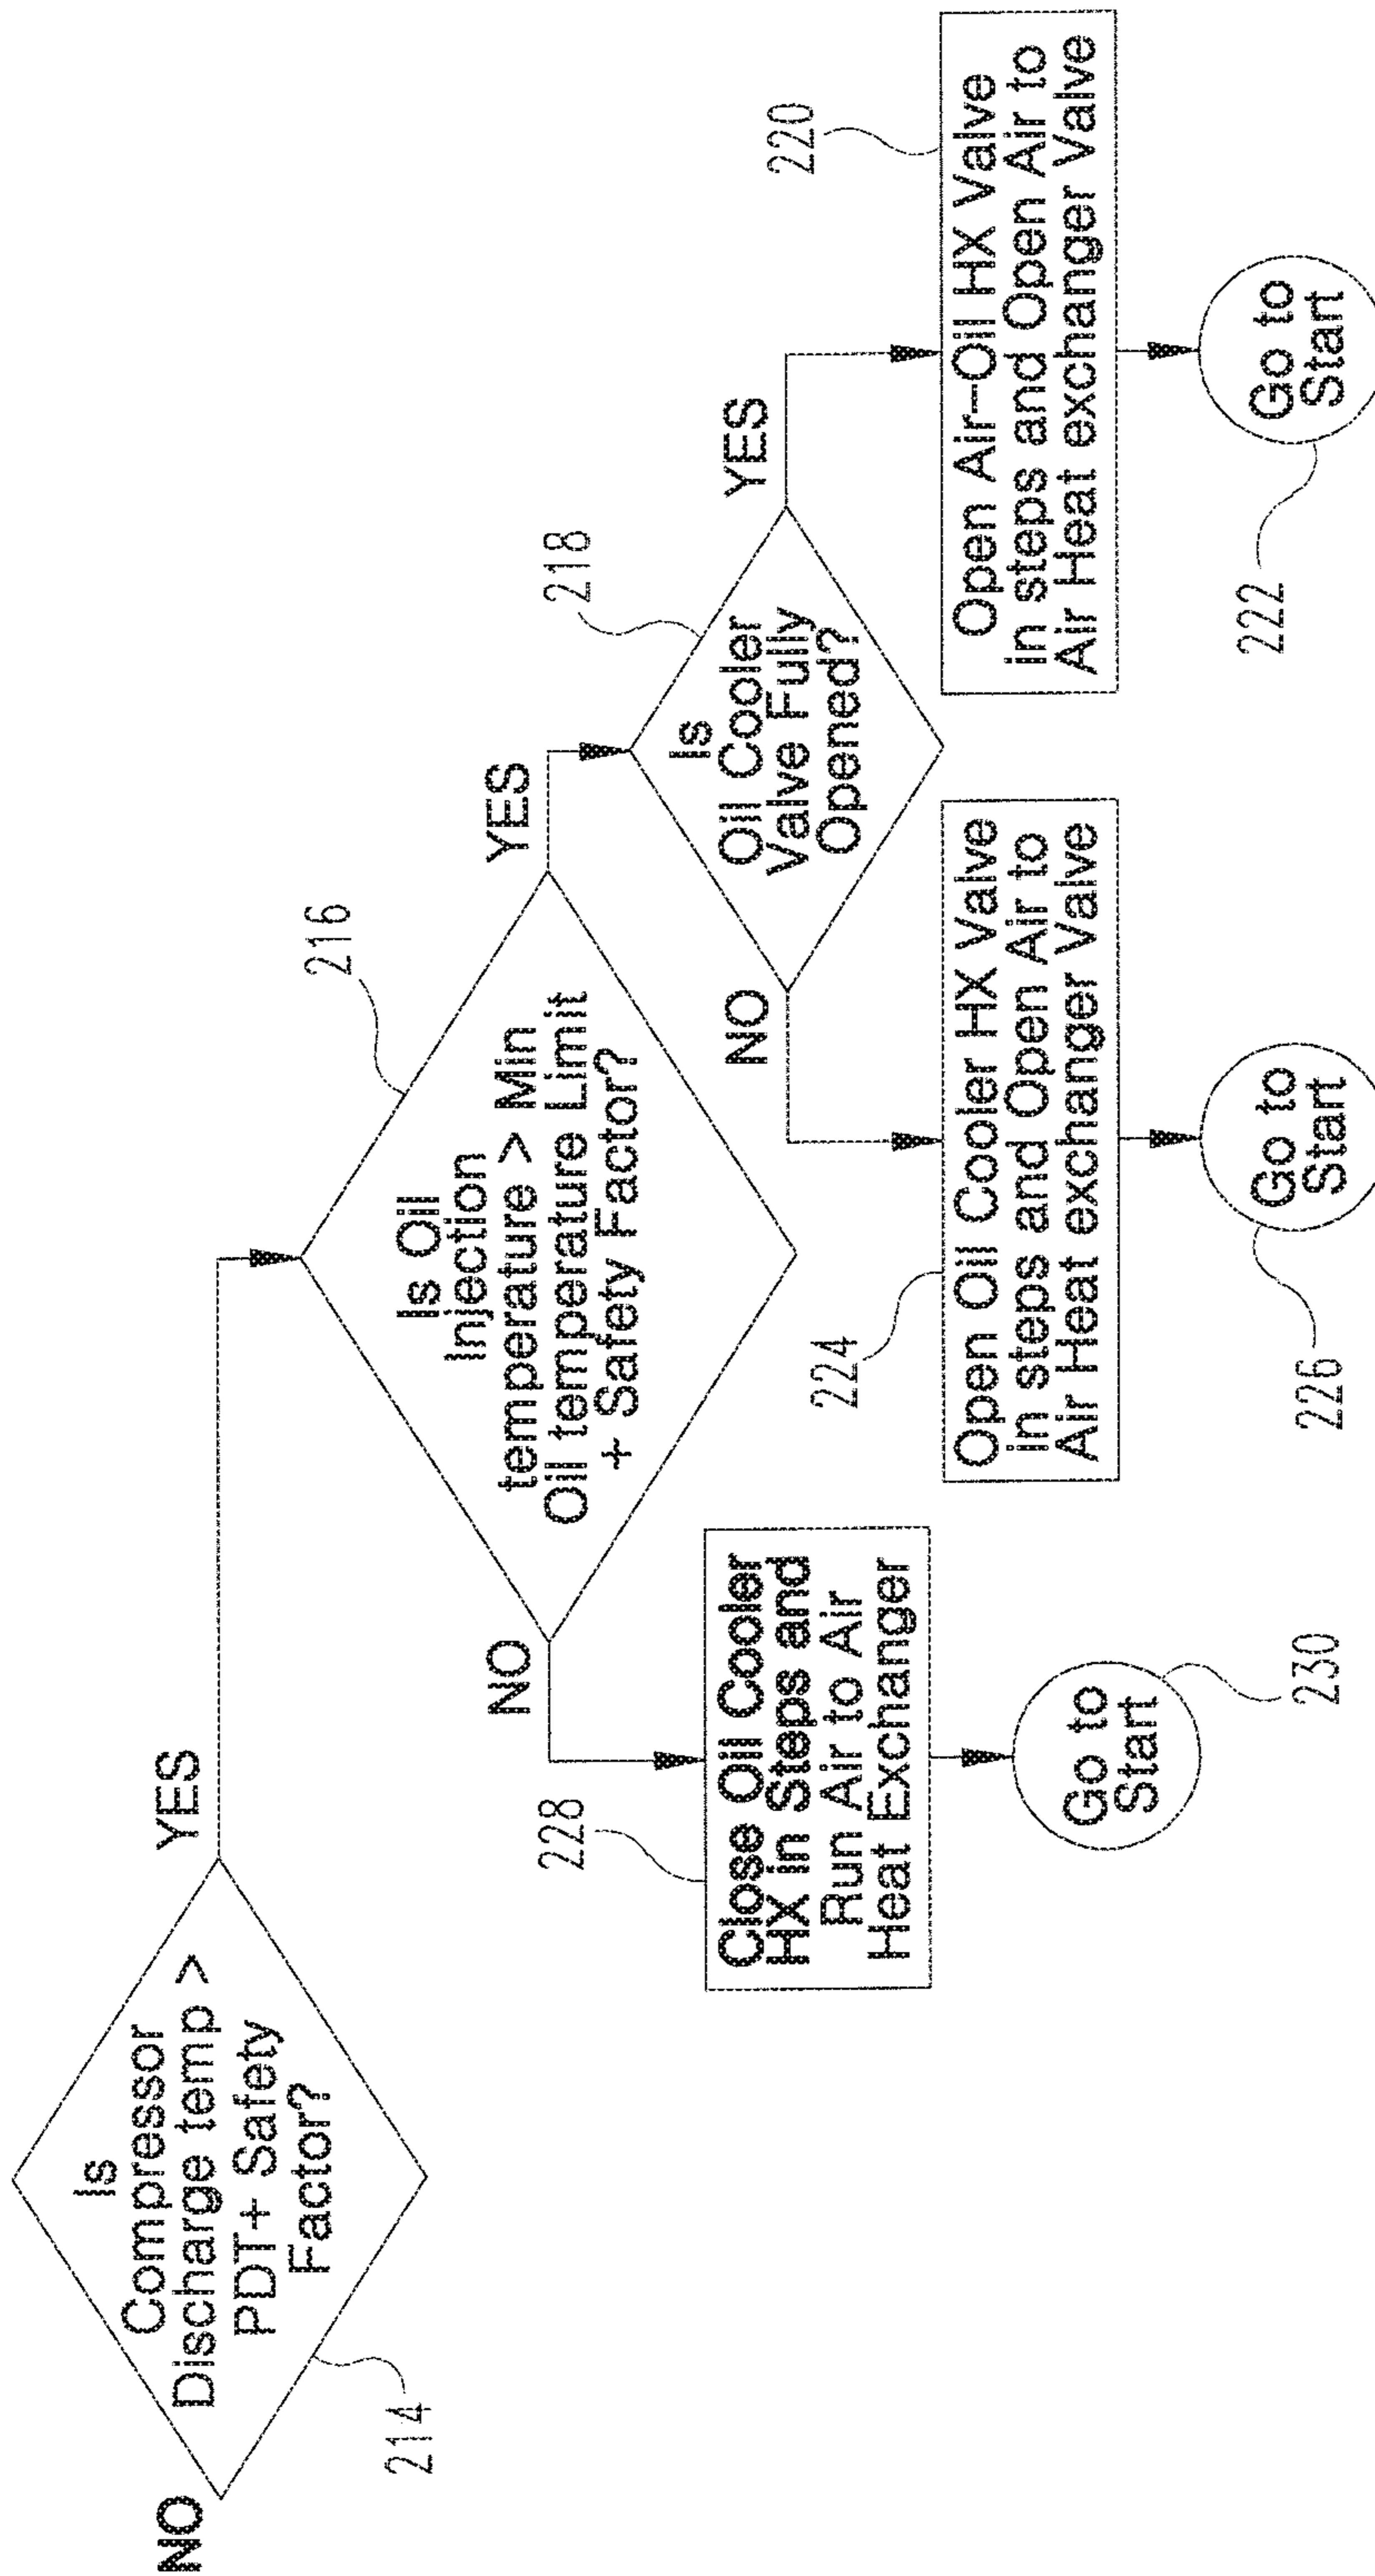 Is
Compressor
Discharge temp >
PDT+ Safety
Factor?
NO
YES
214
Is Oil
Injection
temperature > Min
Oil temperature Limit
+ Safety Factor?
216
NO
YES
Is
Oil Cooler
Valve Fully
Opened?
218
NO
YES
Close Oil Cooler
HX in Steps and
Run Air to Air
Heat Exchanger
228
Go to
Start
230
Open Oil Cooler HX Valve
in steps and Open Air to
Air Heat exchanger Valve
224
Go to
Start
226
Open Air-Oil HX Valve
in steps and Open Air to
Air Heat exchanger Valve
220
Go to
Start
222